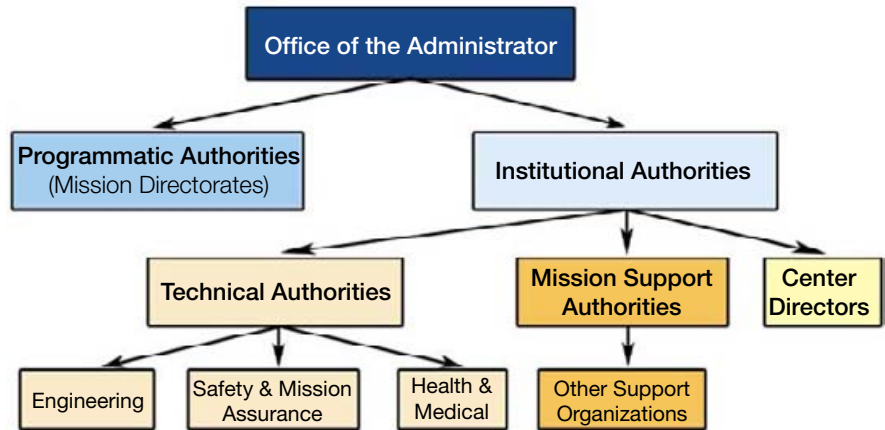 Office of the Administrator
Programmatic Authorities
(Mission Directorates)
Institutional Authorities
Technical Authorities
Mission Support
Authorities
Center
Directors
Engineering
Safety & Mission
Assurance
Health &
Medical
Other Support
Organizations